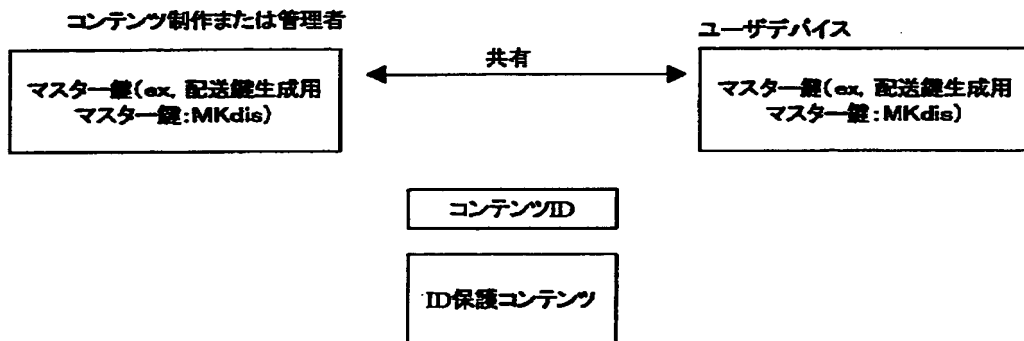 コンテンツ制作または管理者
ユーザデバイス
共有
マスター鍵(ex, 配送鍵生成用
マスター鍵:MKdis)
マスター鍵(ex, 配送鍵生成用
マスター鍵:MKdis)
コンテンツID
ID保護コンテンツ